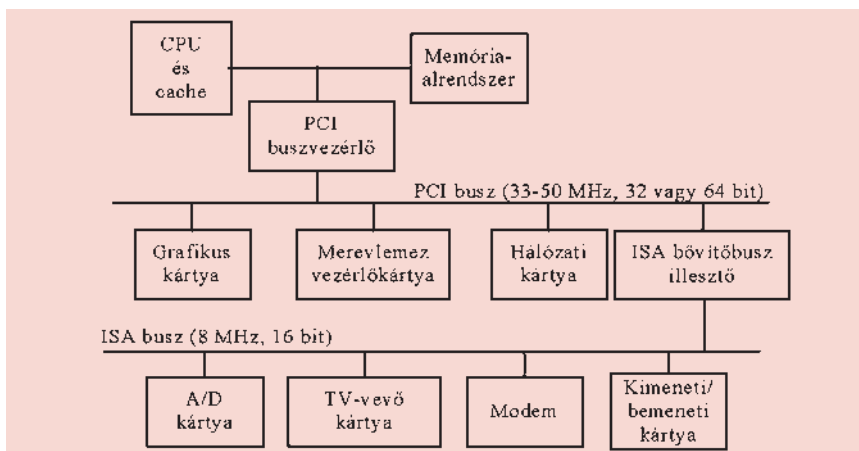 CPU
és
cache
Memória-
alrendszer
PCI
buszvezérlő
PCI busz (33-50 MHz, 32 vagy 64 bit)
Grafikus
kártya
Merevlemez
vezérlőkártya
Hálózati
kártya
ISA bővítőbusz
illesztő
ISA busz (8 MHz, 16 bit)
A/D
kártya
TV-vevő
kártya
Modem
Kimeneti/
bemeneti
kártya